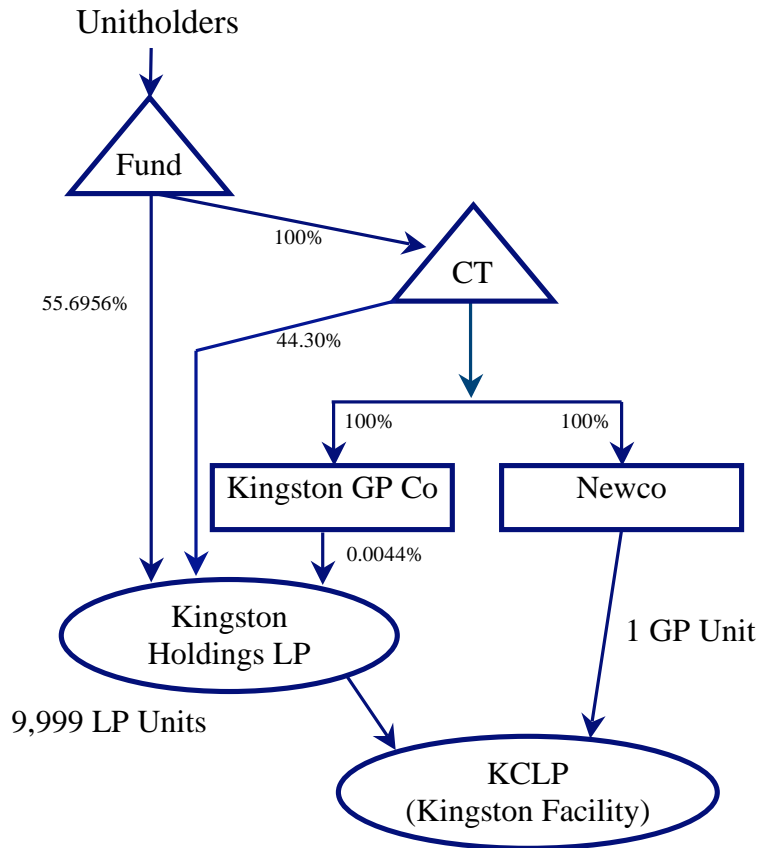 Unitholders
Fund
100%
CT
55.6956%
44.30%
100%
100%
Kingston GP Co
Newco
0.0044%
Kingston
Holdings LP
1 GP Unit
9,999 LP Units
KCLP
(Kingston Facility)